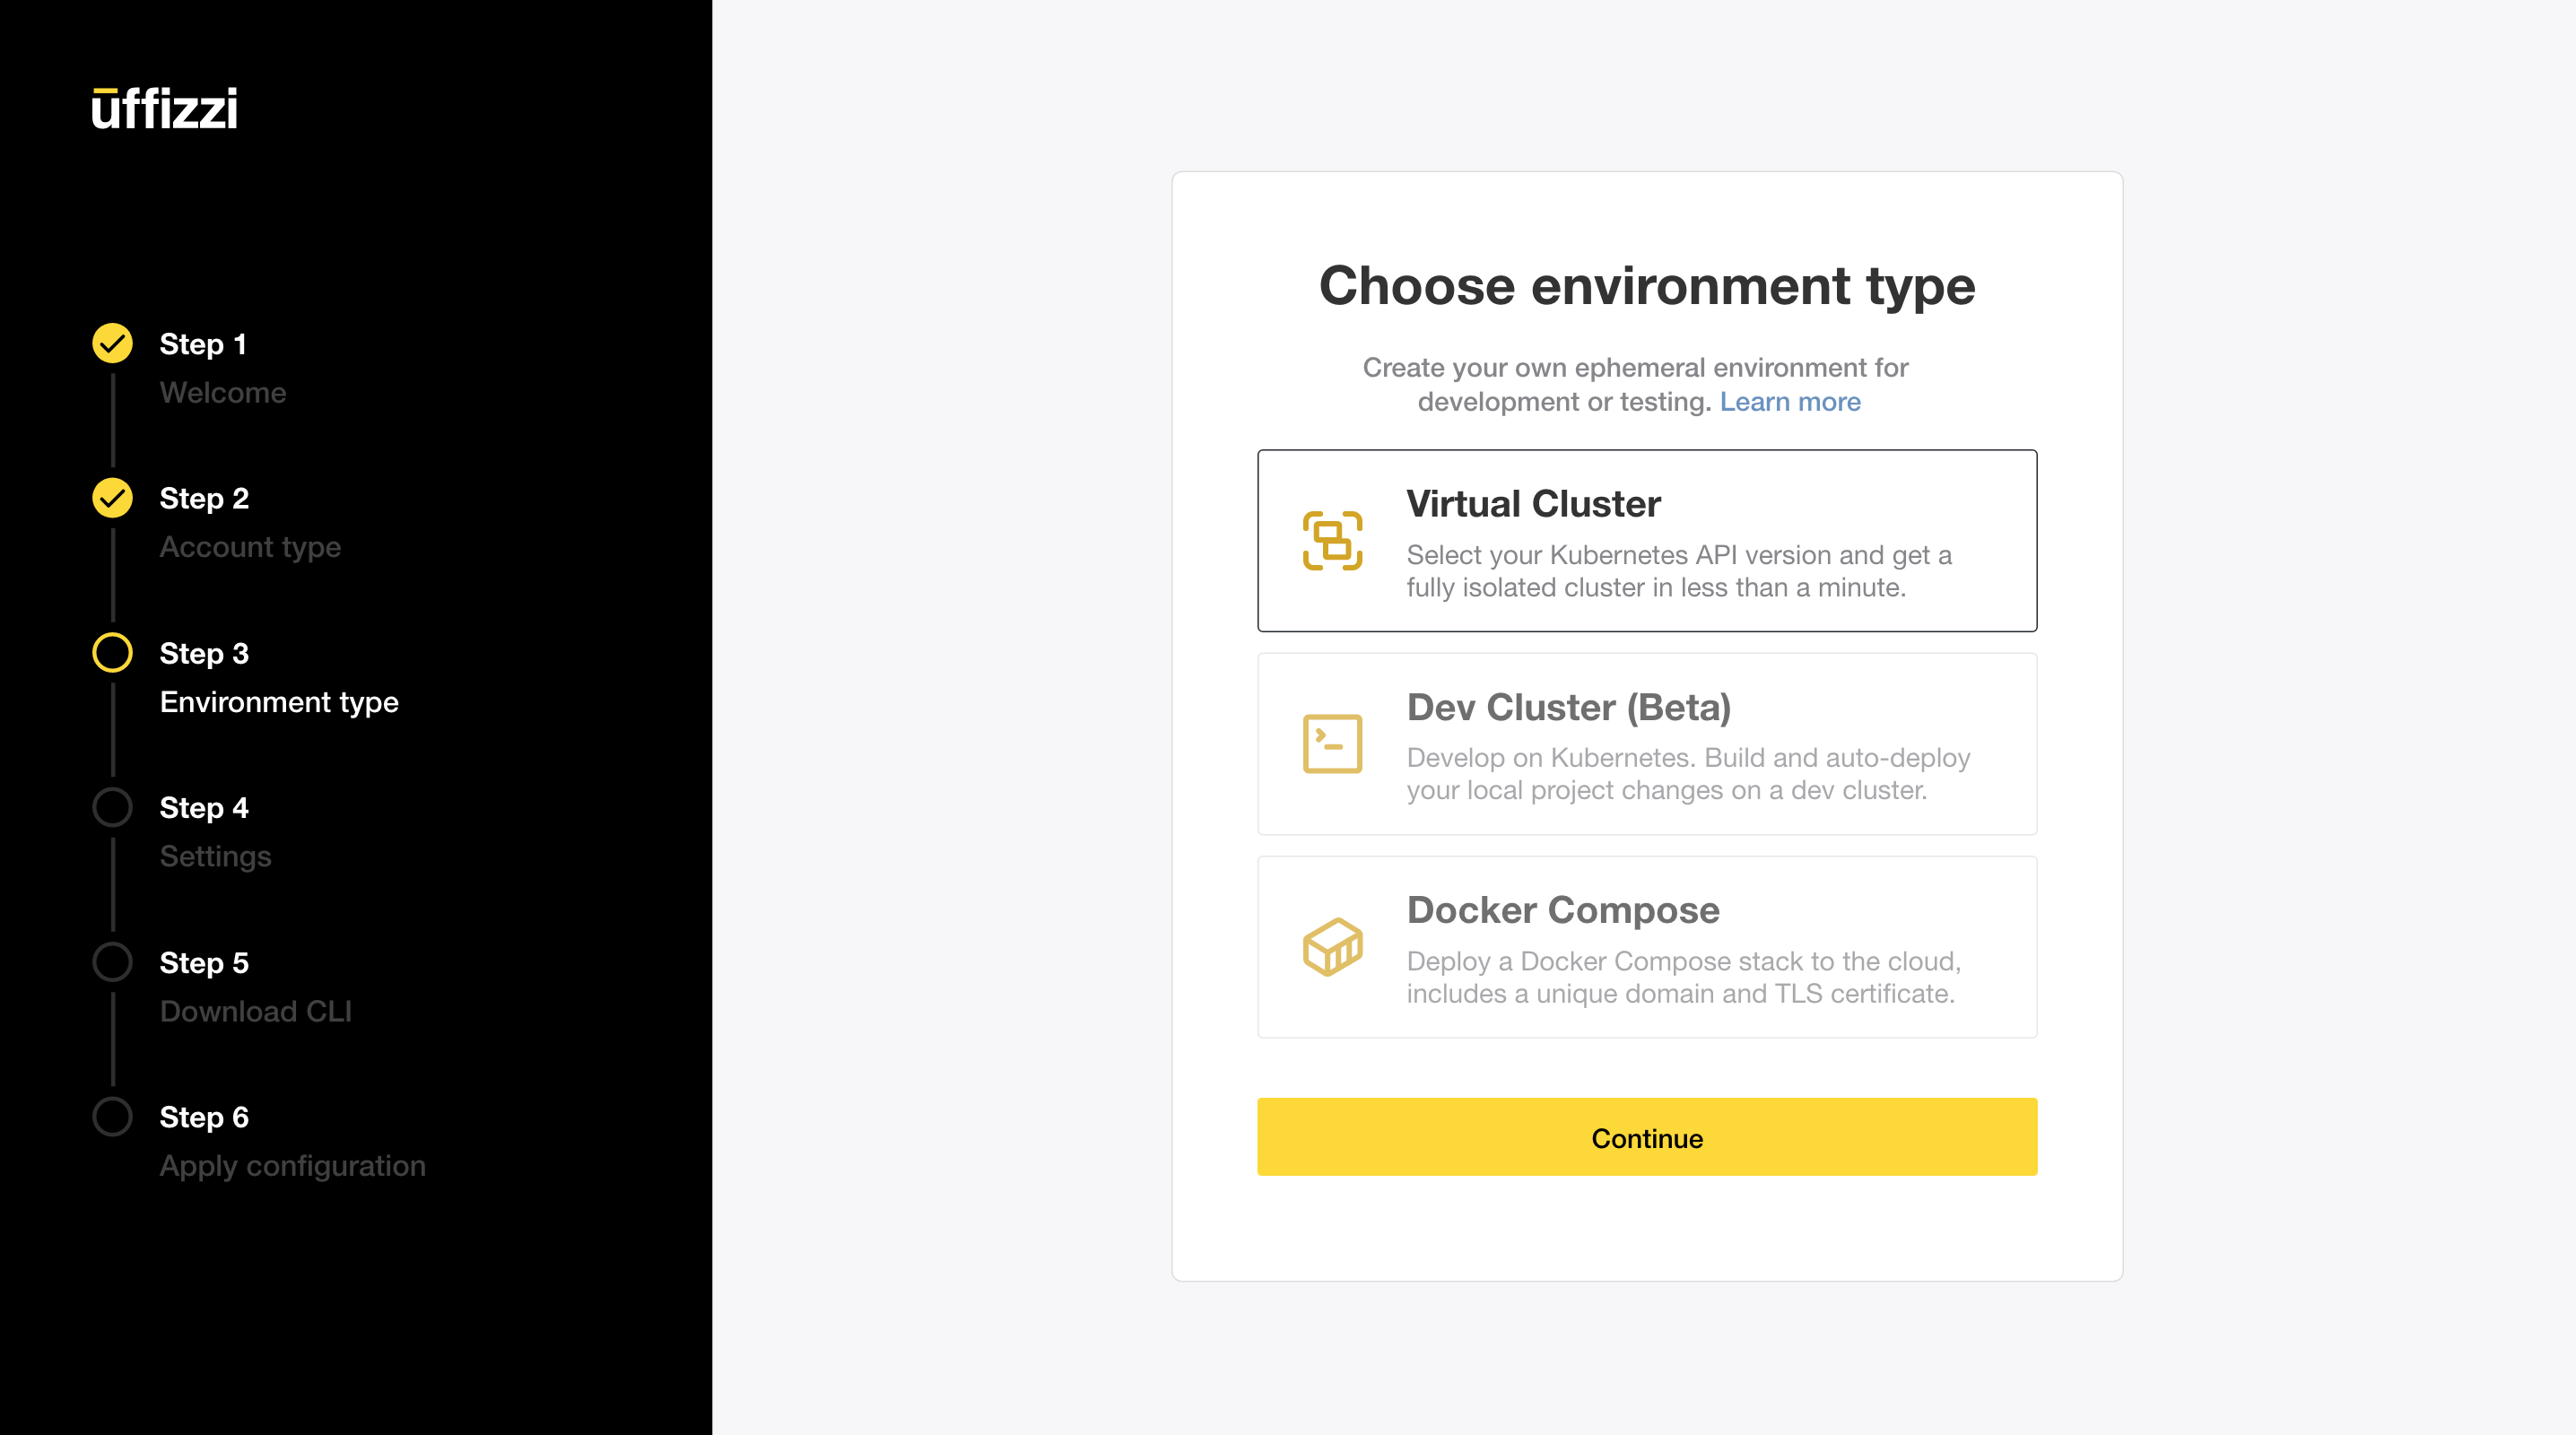 uffizzi
Step 1
Welcome
Step 2
Account type
Step 3
Environment type
Step 4
Settings
Step 5
Download CLI
Step 6
Apply configuration
Choose environment type
Create your own ephemeral environment for
development or testing. Learn more
Virtual Cluster
Select your Kubernetes API version and get a
fully isolated cluster in less than a minute.
Dev Cluster (Beta)
Develop on Kubernetes. Build and auto-deploy
your local project changes on a dev cluster.
Docker Compose
Deploy a Docker Compose stack to the cloud,
includes a unique domain and TLS certificate.
Continue